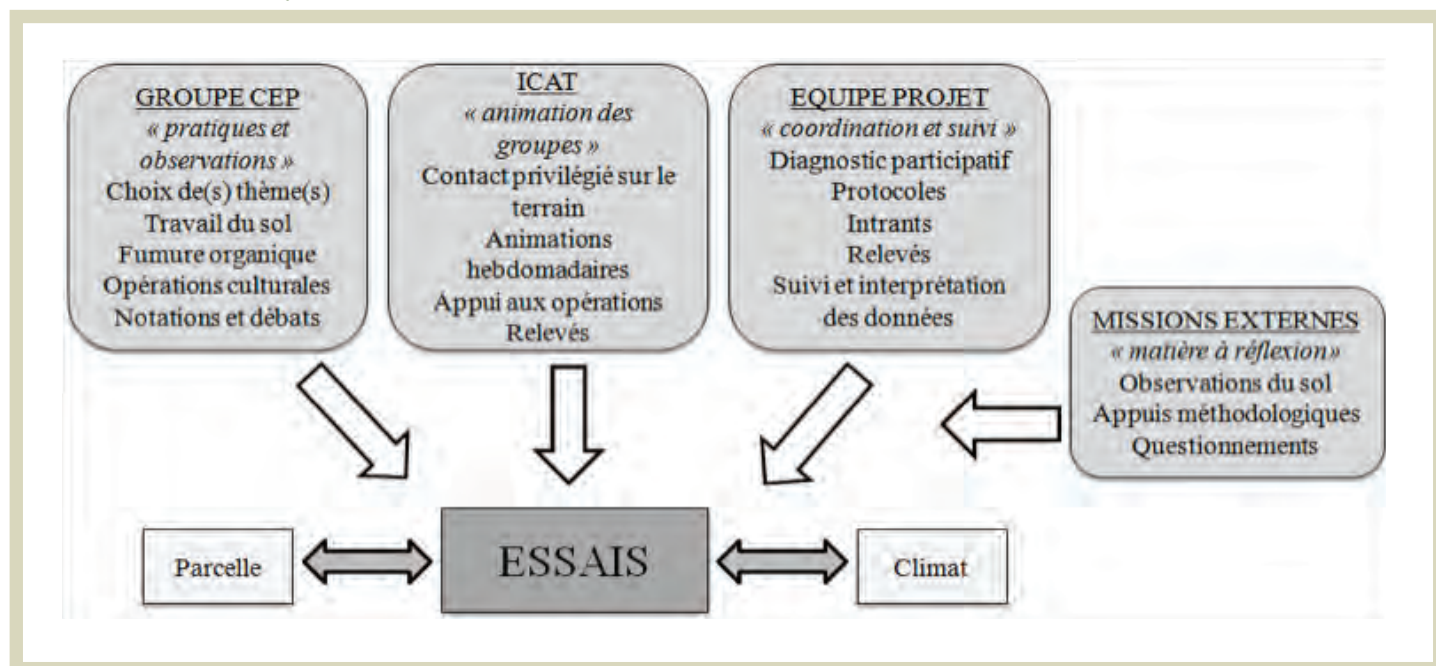 GROUPE CEP
« pratiques et
observations »
Choix de(s) thème(s)
Travail du sol
Fumure organique
Opérations culturales
Notations et débats
ICAT
« animation des
groupes »
Contact privilégié sur le
terrain
Animations
hebdomadaires
Appui aux opérations
Relevés
EQUIPE PROJET
« coordination et suivi »
Diagnostic participatif
Protocoles
Intrants
Relevés
Suivi et interprétation
des données
MISSIONS EXTERNES
« matière à réflexion»
Observations du sol
Appuis méthodologiques
Questionnements
Parcelle
ESSAIS
Climat